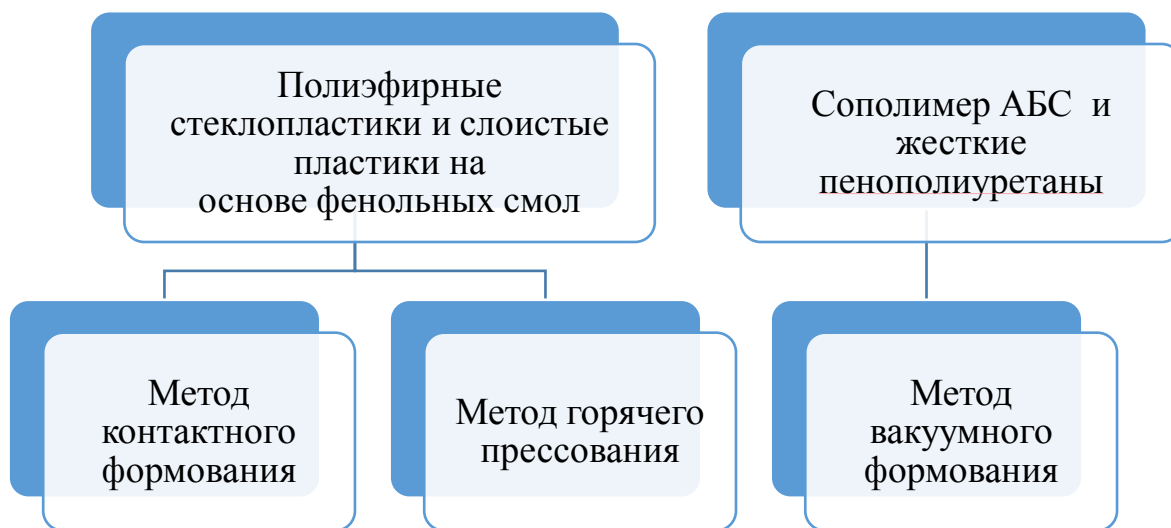 Полиэфирные
стеклопластики и слоистые
пластики на
основе фенольных смол
Сополимер АБС и
жесткие
пенополиуретаны
Метод
контактного
формования
Метод горячего
прессования
Метод
вакуумного
формования